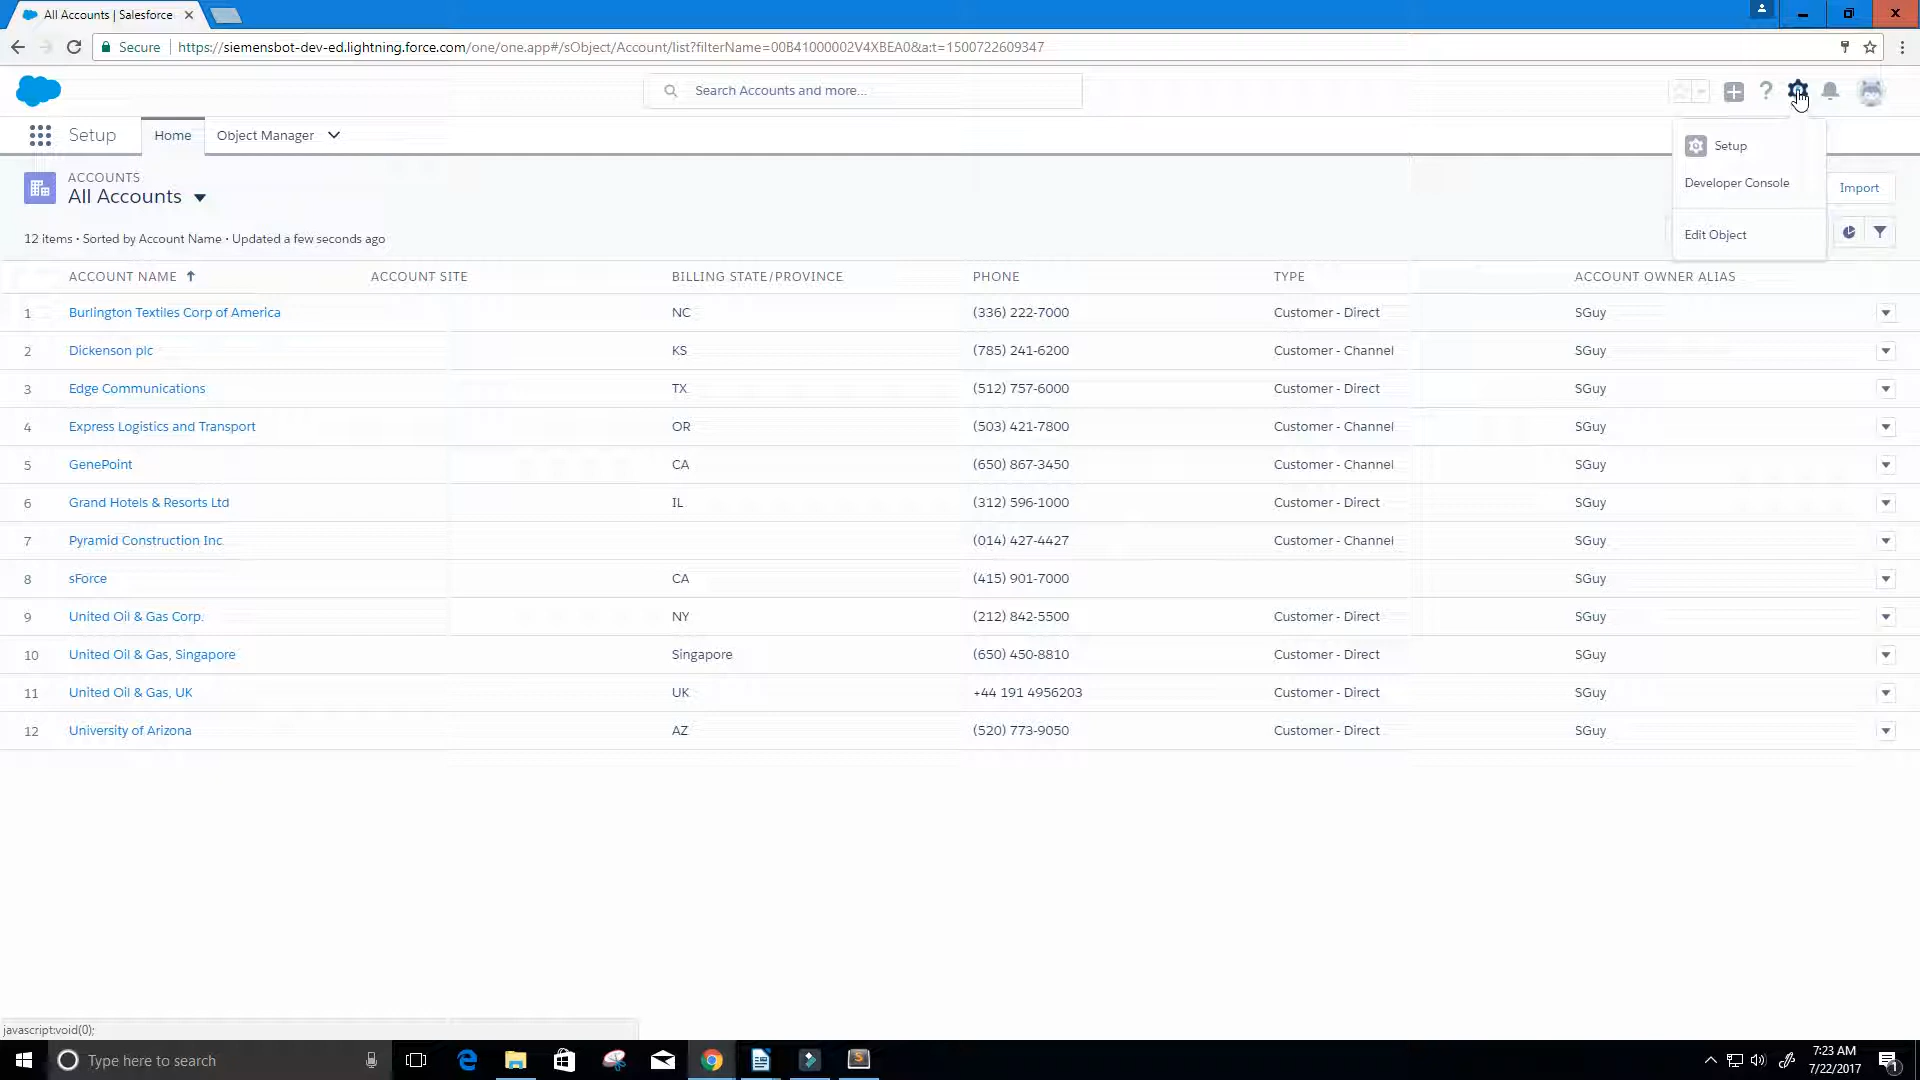 All Accounts | Salesforce
Secure https://siemensbot-dev-ed.lightning.force.com/one/one.app#/sObject/Account/list?filterName=00B41000002V4XBEA0&a:t=1500722609347
Search Accounts and more...
Setup Home Object Manager
Setup
Developer Console
Edit Object
ACCOUNTS
All Accounts
Import
12 items • Sorted by Account Name • Updated a few seconds ago
ACCOUNT NAME ACCOUNT SITE BILLING STATE/PROVINCE PHONE TYPE ACCOUNT OWNER ALIAS
1 Burlington Textiles Corp of America NC (336) 222-7000 Customer - Direct SGuy
2 Dickenson plc KS (785) 241-6200 Customer - Channel SGuy
3 Edge Communications TX (512) 757-6000 Customer - Direct SGuy
4 Express Logistics and Transport OR (503) 421-7800 Customer - Channel SGuy
5 GenePoint CA (650) 867-3450 Customer - Channel SGuy
6 Grand Hotels & Resorts Ltd IL (312) 596-1000 Customer - Direct SGuy
7 Pyramid Construction Inc. (014) 427-4427 Customer - Channel SGuy
8 sForce CA (415) 901-7000 SGuy
9 United Oil & Gas Corp. NY (212) 842-5500 Customer - Direct SGuy
10 United Oil & Gas, Singapore Singapore (650) 450-8810 Customer - Direct SGuy
11 United Oil & Gas, UK UK +44 191 4956203 Customer - Direct SGuy
12 University of Arizona AZ (520) 773-9050 Customer - Direct SGuy
javascript:void(0);
Type here to search
7:23 AM
7/22/2017
1